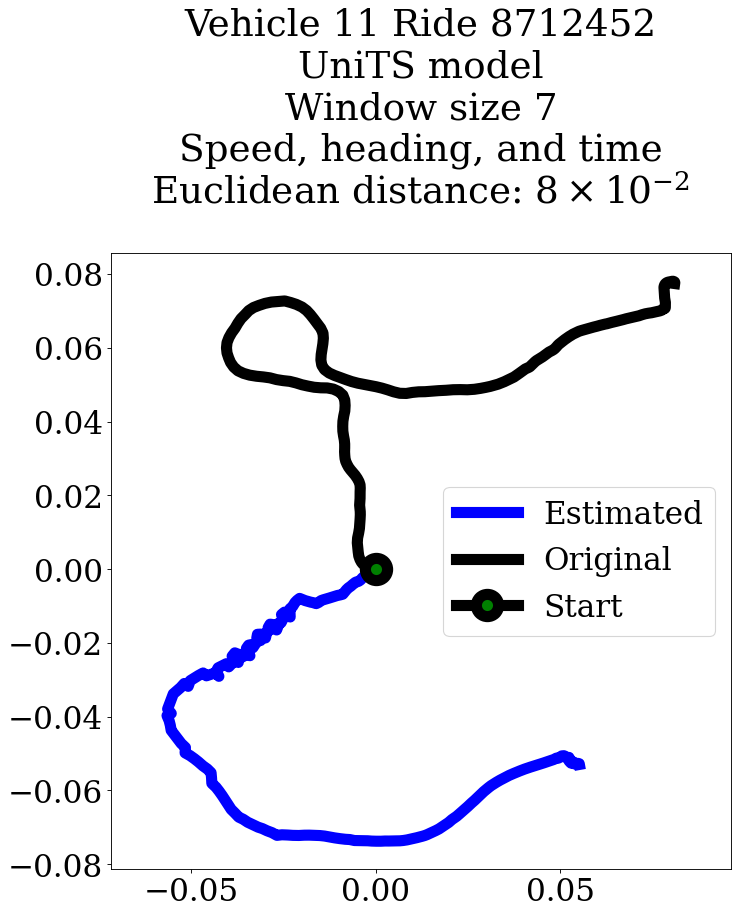 Vehicle 11 Ride 8712452
UniTS model
Window size 7
Speed, heading, and time
Euclidean distance: 8 × 10⁻²
0.08
0.06
0.04
0.02
0.00
−0.02
−0.04
−0.06
−0.08
Estimated
Original
Start
−0.05
0.00
0.05